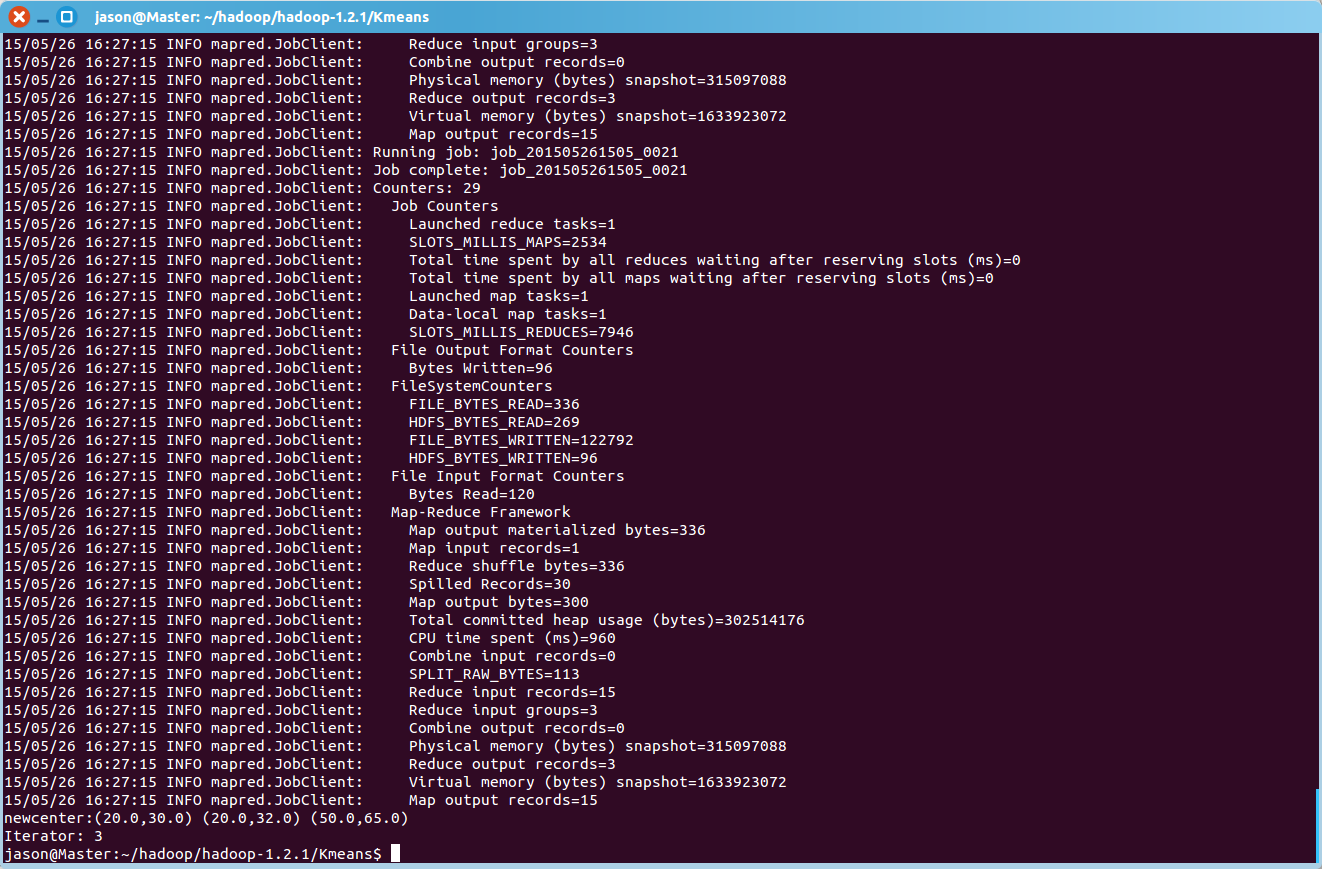 jason@Master: ~/hadoop/hadoop-1.2.1/Kmeans
15/05/26 16:27:15 INFO mapred.JobClient:     Reduce input groups=3
15/05/26 16:27:15 INFO mapred.JobClient:     Combine output records=0
15/05/26 16:27:15 INFO mapred.JobClient:     Physical memory (bytes) snapshot=315097088
15/05/26 16:27:15 INFO mapred.JobClient:     Reduce output records=3
15/05/26 16:27:15 INFO mapred.JobClient:     Virtual memory (bytes) snapshot=1633923072
15/05/26 16:27:15 INFO mapred.JobClient:     Map output records=15
15/05/26 16:27:15 INFO mapred.JobClient: Running job: job_201505261505_0021
15/05/26 16:27:15 INFO mapred.JobClient: Job complete: job_201505261505_0021
15/05/26 16:27:15 INFO mapred.JobClient: Counters: 29
15/05/26 16:27:15 INFO mapred.JobClient:   Job Counters
15/05/26 16:27:15 INFO mapred.JobClient:     Launched reduce tasks=1
15/05/26 16:27:15 INFO mapred.JobClient:     SLOTS_MILLIS_MAPS=2534
15/05/26 16:27:15 INFO mapred.JobClient:     Total time spent by all reduces waiting after reserving slots (ms)=0
15/05/26 16:27:15 INFO mapred.JobClient:     Total time spent by all maps waiting after reserving slots (ms)=0
15/05/26 16:27:15 INFO mapred.JobClient:     Launched map tasks=1
15/05/26 16:27:15 INFO mapred.JobClient:     Data-local map tasks=1
15/05/26 16:27:15 INFO mapred.JobClient:     SLOTS_MILLIS_REDUCES=7946
15/05/26 16:27:15 INFO mapred.JobClient:   File Output Format Counters
15/05/26 16:27:15 INFO mapred.JobClient:     Bytes Written=96
15/05/26 16:27:15 INFO mapred.JobClient:   FileSystemCounters
15/05/26 16:27:15 INFO mapred.JobClient:     FILE_BYTES_READ=336
15/05/26 16:27:15 INFO mapred.JobClient:     HDFS_BYTES_READ=269
15/05/26 16:27:15 INFO mapred.JobClient:     FILE_BYTES_WRITTEN=122792
15/05/26 16:27:15 INFO mapred.JobClient:     HDFS_BYTES_WRITTEN=96
15/05/26 16:27:15 INFO mapred.JobClient:   File Input Format Counters
15/05/26 16:27:15 INFO mapred.JobClient:     Bytes Read=120
15/05/26 16:27:15 INFO mapred.JobClient:   Map-Reduce Framework
15/05/26 16:27:15 INFO mapred.JobClient:     Map output materialized bytes=336
15/05/26 16:27:15 INFO mapred.JobClient:     Map input records=1
15/05/26 16:27:15 INFO mapred.JobClient:     Reduce shuffle bytes=336
15/05/26 16:27:15 INFO mapred.JobClient:     Spilled Records=30
15/05/26 16:27:15 INFO mapred.JobClient:     Map output bytes=300
15/05/26 16:27:15 INFO mapred.JobClient:     Total committed heap usage (bytes)=302514176
15/05/26 16:27:15 INFO mapred.JobClient:     CPU time spent (ms)=960
15/05/26 16:27:15 INFO mapred.JobClient:     Combine input records=0
15/05/26 16:27:15 INFO mapred.JobClient:     SPLIT_RAW_BYTES=113
15/05/26 16:27:15 INFO mapred.JobClient:     Reduce input records=15
15/05/26 16:27:15 INFO mapred.JobClient:     Reduce input groups=3
15/05/26 16:27:15 INFO mapred.JobClient:     Combine output records=0
15/05/26 16:27:15 INFO mapred.JobClient:     Physical memory (bytes) snapshot=315097088
15/05/26 16:27:15 INFO mapred.JobClient:     Reduce output records=3
15/05/26 16:27:15 INFO mapred.JobClient:     Virtual memory (bytes) snapshot=1633923072
15/05/26 16:27:15 INFO mapred.JobClient:     Map output records=15
newcenter:(20.0,30.0) (20.0,32.0) (50.0,65.0)
Iterator: 3
jason@Master:~/hadoop/hadoop-1.2.1/Kmeans$